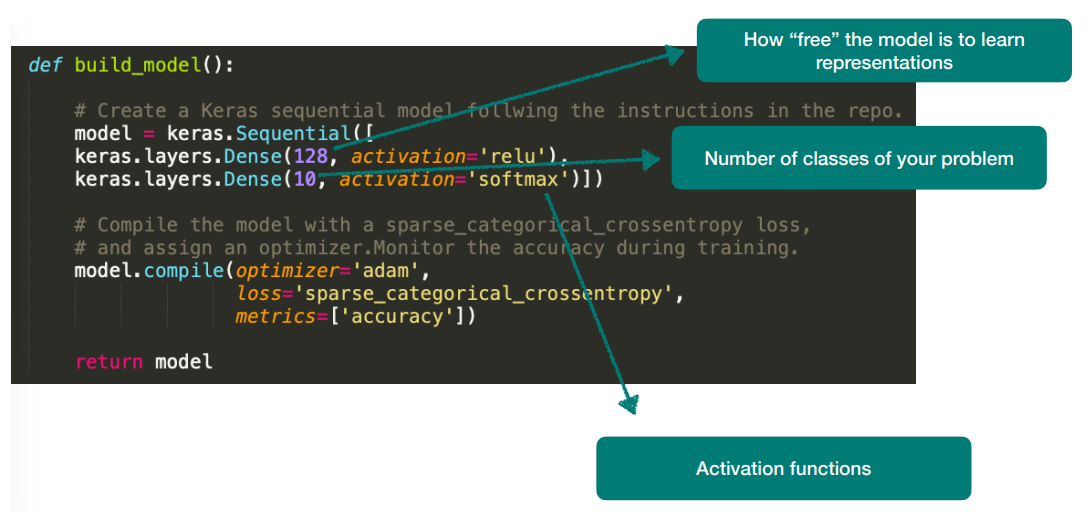 How “free” the model is to learn
representations
def build_model():
# Create a Keras sequential model follwing the instructions in the repo.
model = keras.Sequential([
keras.layers.Dense(128, activation='relu'),
keras.layers.Dense(10, activation='softmax')])
Number of classes of your problem
# Compile the model with a sparse_categorical_crossentropy loss,
# and assign an optimizer.Monitor the accuracy during training.
model.compile(optimizer='adam',
loss='sparse_categorical_crossentropy',
metrics=['accuracy'])
return model
Activation functions